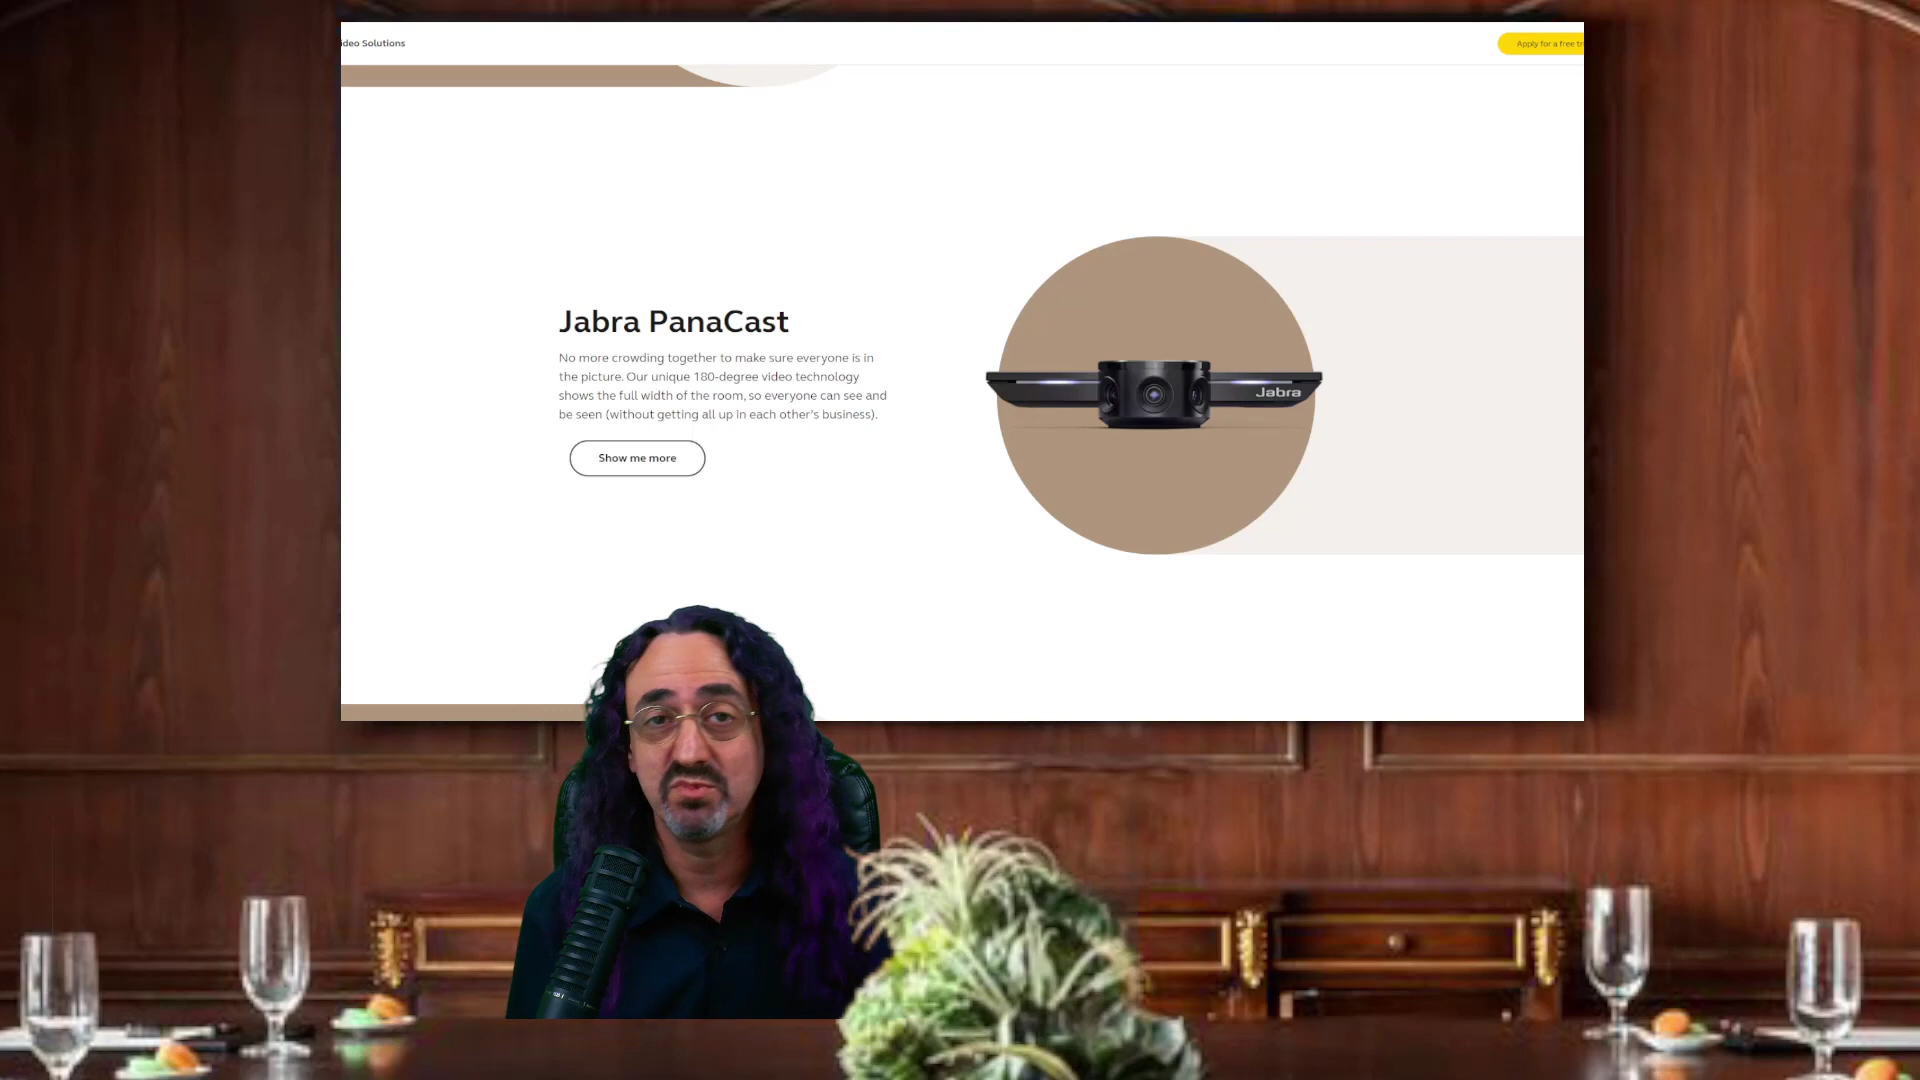 ideo Solutions
Apply for a free tr
Jabra PanaCast
No more crowding together to make sure everyone is in
the picture. Our unique 180-degree video technology
shows the full width of the room, so everyone can see and
be seen (without getting all up in each other's business).
Show me more
Jabra